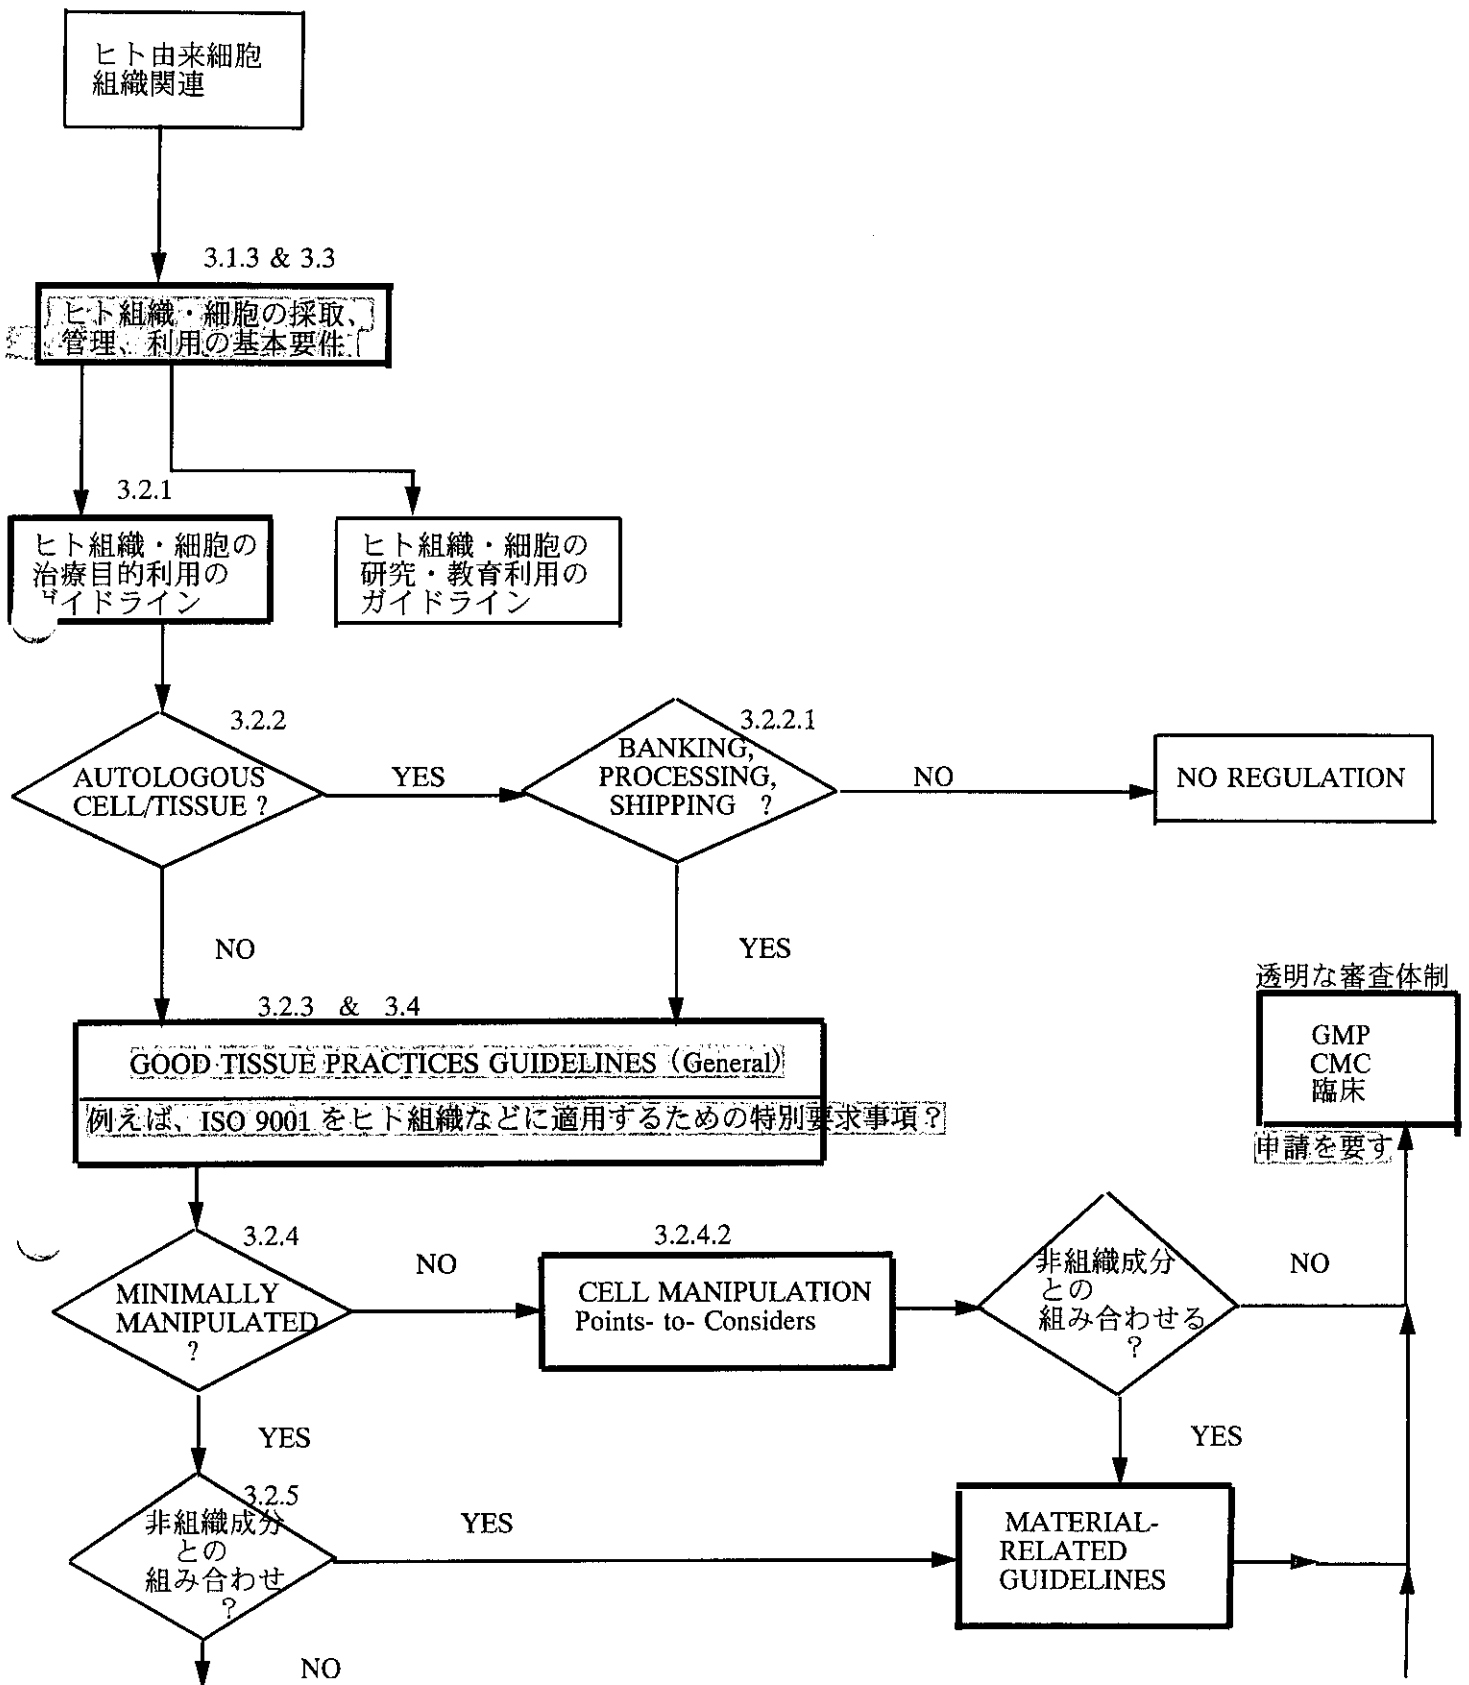 ヒト由来細胞
組織関連
3.1.3 & 3.3
ヒト組織・細胞の採取、
管理、利用の基本要件
3.2.1
ヒト組織・細胞の
治療目的利用の
ガイドライン
ヒト組織・細胞の
研究・教育利用の
ガイドライン
3.2.2
AUTOLOGOUS
CELL/TISSUE ?
YES
3.2.2.1
BANKING,
PROCESSING,
SHIPPING ?
NO
NO REGULATION
NO
YES
3.2.3 & 3.4
GOOD TISSUE PRACTICES GUIDELINES (General)
例えば、ISO 9001 をヒト組織などに適用するための特別要求事項?
透明な審査体制
GMP
CMC
臨床
申請を要す
3.2.4
MINIMALLY
MANIPULATED
?
NO
3.2.4.2
CELL MANIPULATION
Points- to- Considers
非組織成分
との
組み合わせる
?
NO
YES
YES
3.2.5
非組織成分
との
組み合わせ
?
YES
MATERIAL-
RELATED
GUIDELINES
NO